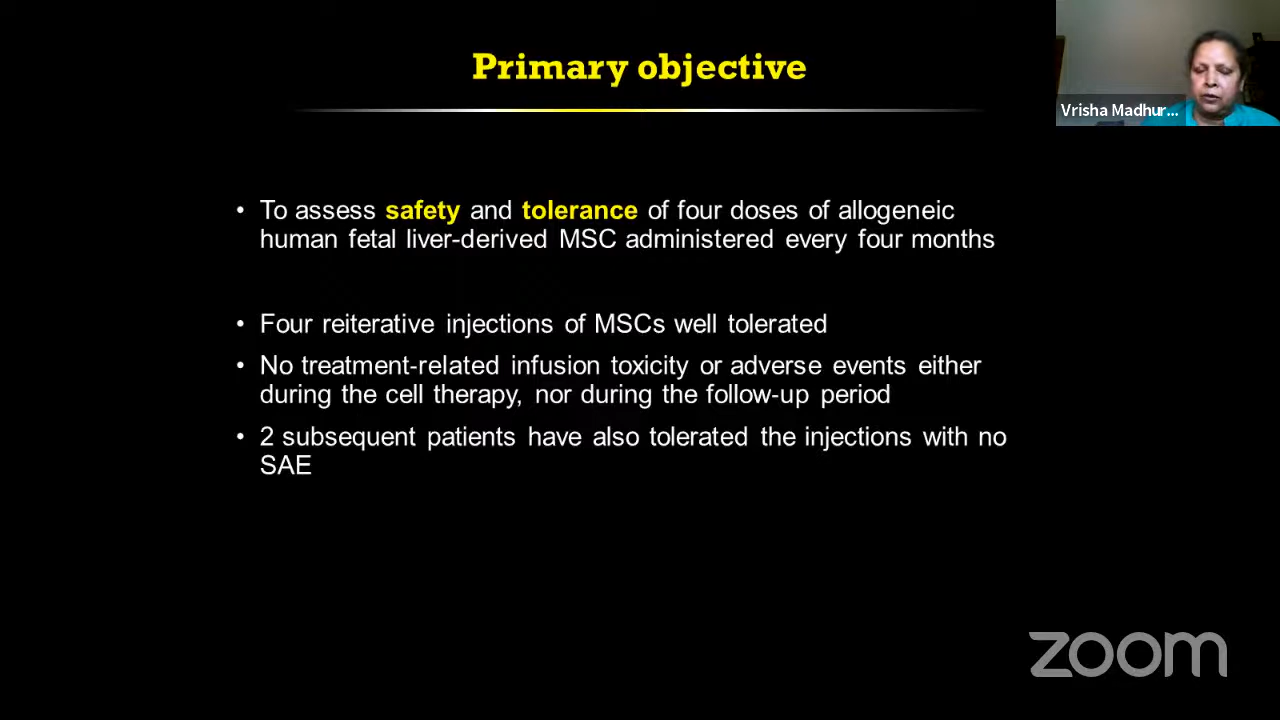 Primary objective
Vrisha Madhur...
• To assess safety and tolerance of four doses of allogeneic
human fetal liver-derived MSC administered every four months
• Four reiterative injections of MSCs well tolerated
• No treatment-related infusion toxicity or adverse events either
during the cell therapy, nor during the follow-up period
• 2 subsequent patients have also tolerated the injections with no
SAE
zoom